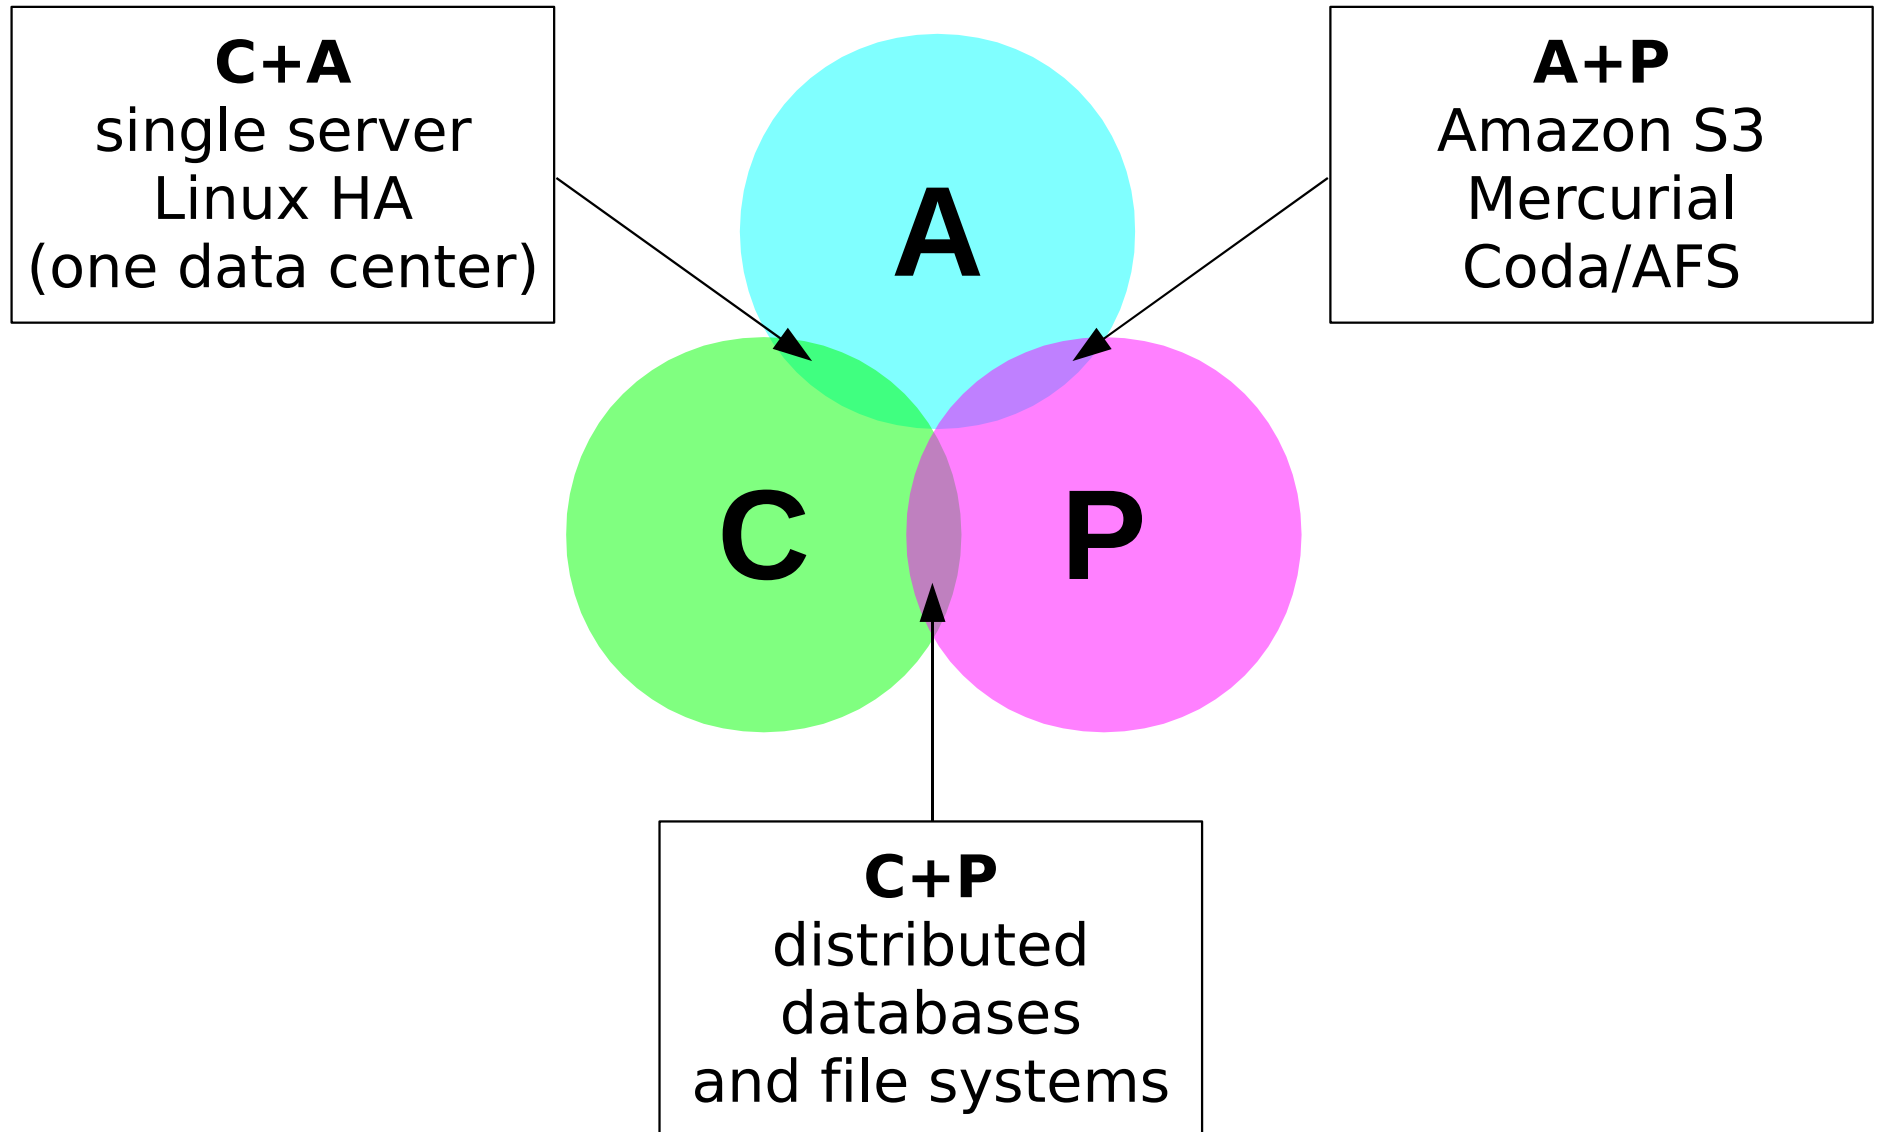 C+A
single server
Linux HA
(one data center)
A+P
Amazon S3
Mercurial
Coda/AFS
A
C
P
C+P
distributed
databases
and file systems